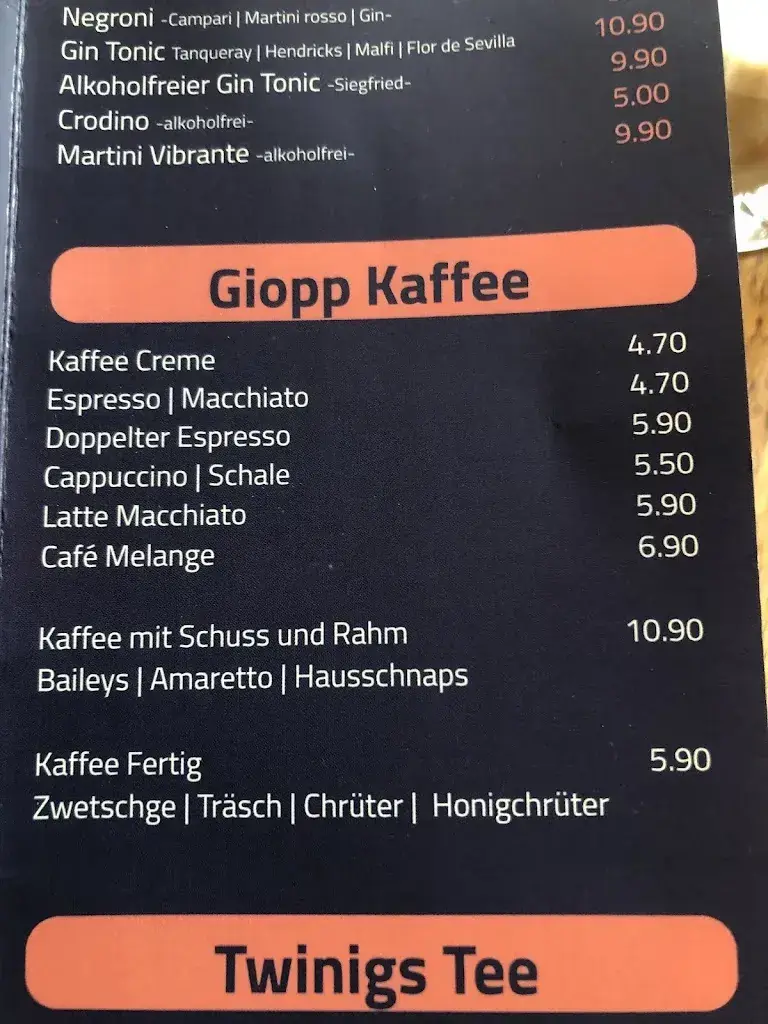 Negroni -Campari | Martini rosso | Gin-
Gin Tonic Tanqueray | Hendricks | Malfi | Flor de Sevilla 10.90
Alkoholfreier Gin Tonic -Siegfried- 9.90
Crodino -alkoholfrei- 5.00
Martini Vibrante -alkoholfrei- 9.90
Giopp Kaffee
Kaffee Creme 4.70
Espresso | Macchiato 4.70
Doppelter Espresso 5.90
Cappuccino | Schale 5.50
Latte Macchiato 5.90
Café Melange 6.90
Kaffee mit Schuss und Rahm 10.90
Baileys | Amaretto | Hausschnaps
Kaffee Fertig 5.90
Zwetschge | Träsch | Chrüter | Honigchrüter
Twinigs Tee